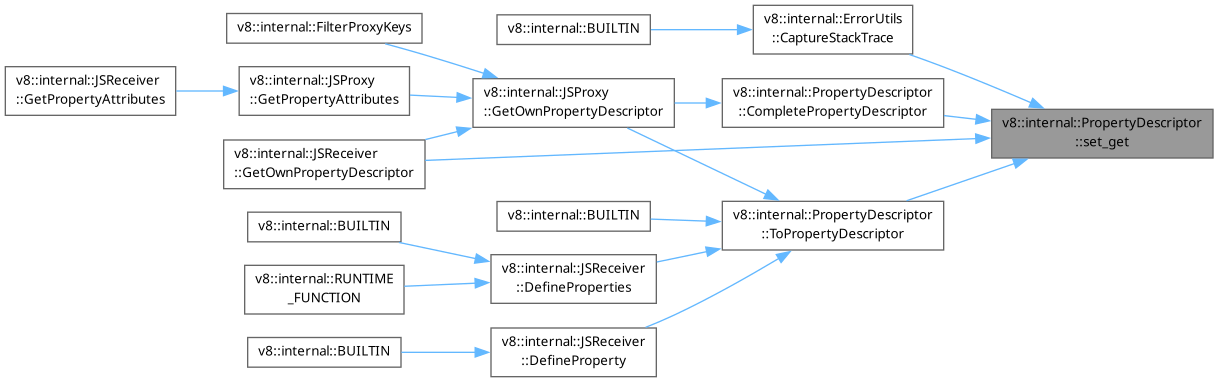 v8::internal::FilterProxyKeys
v8::internal::BUILTIN
v8::internal::ErrorUtils
::CaptureStackTrace
v8::internal::JSReceiver
::GetPropertyAttributes
v8::internal::JSProxy
::GetPropertyAttributes
v8::internal::JSProxy
::GetOwnPropertyDescriptor
v8::internal::PropertyDescriptor
::CompletePropertyDescriptor
v8::internal::PropertyDescriptor
::set_get
v8::internal::JSReceiver
::GetOwnPropertyDescriptor
v8::internal::BUILTIN
v8::internal::BUILTIN
v8::internal::PropertyDescriptor
::ToPropertyDescriptor
v8::internal::RUNTIME
_FUNCTION
v8::internal::JSReceiver
::DefineProperties
v8::internal::BUILTIN
v8::internal::JSReceiver
::DefineProperty